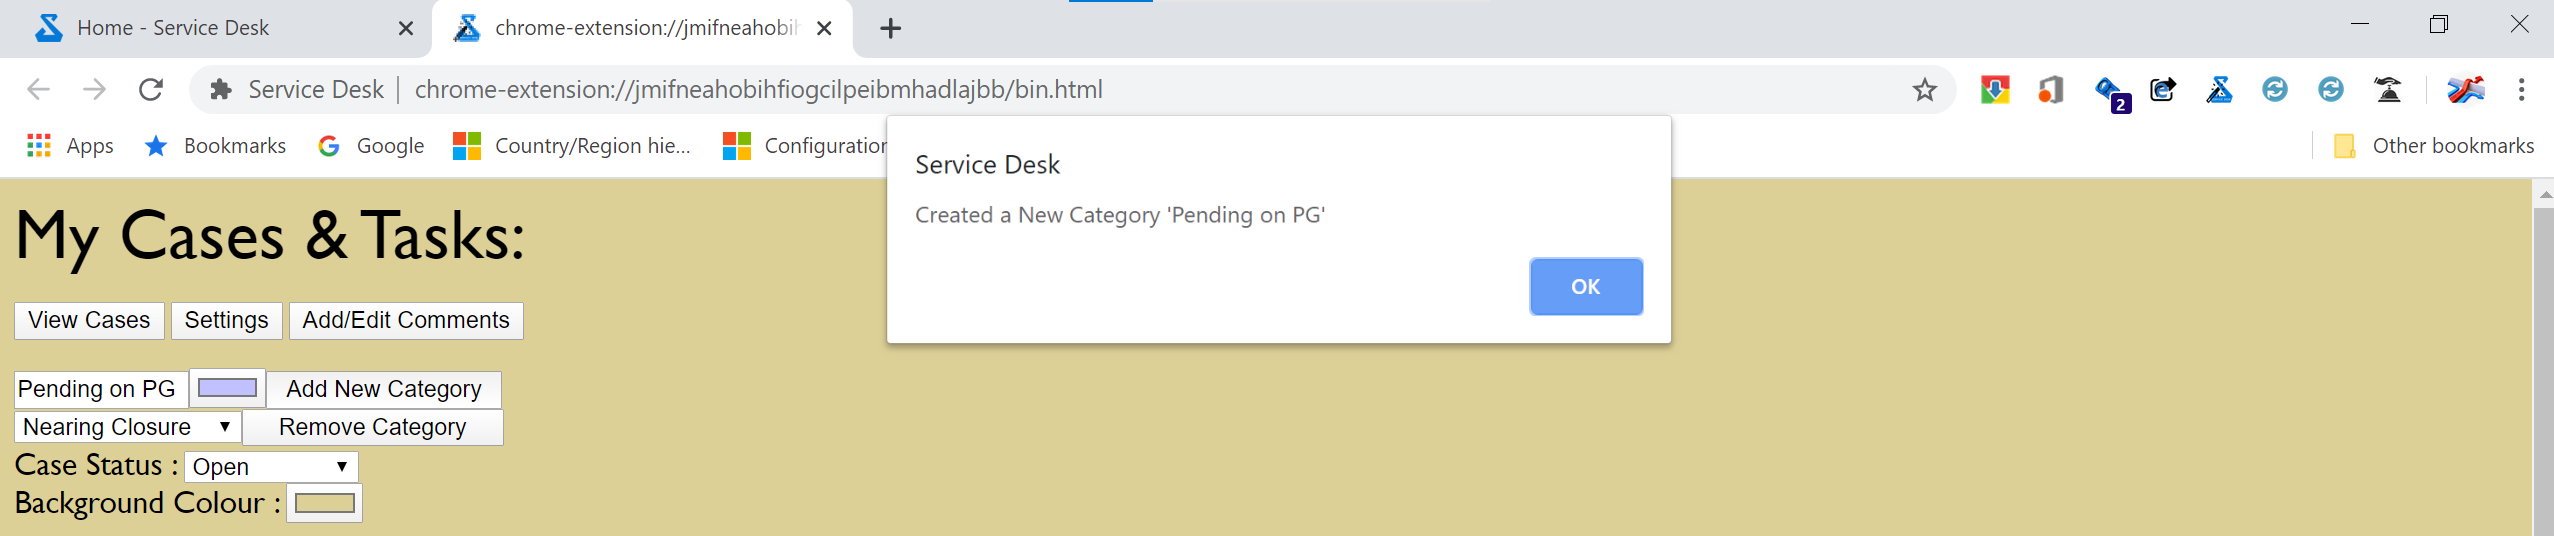 Home - Service Desk
chrome-extension://jmifneahobih
Service Desk | chrome-extension://jmifneahobihfiogcilpeibmhadlajbb/bin.html
2
Apps Bookmarks Google Country/Region hie... Configuration Other bookmarks
Service Desk
Created a New Category 'Pending on PG'
OK
My Cases & Tasks:
View Cases Settings Add/Edit Comments
Pending on PG Add New Category
Nearing Closure Remove Category
Case Status : Open
Background Colour :